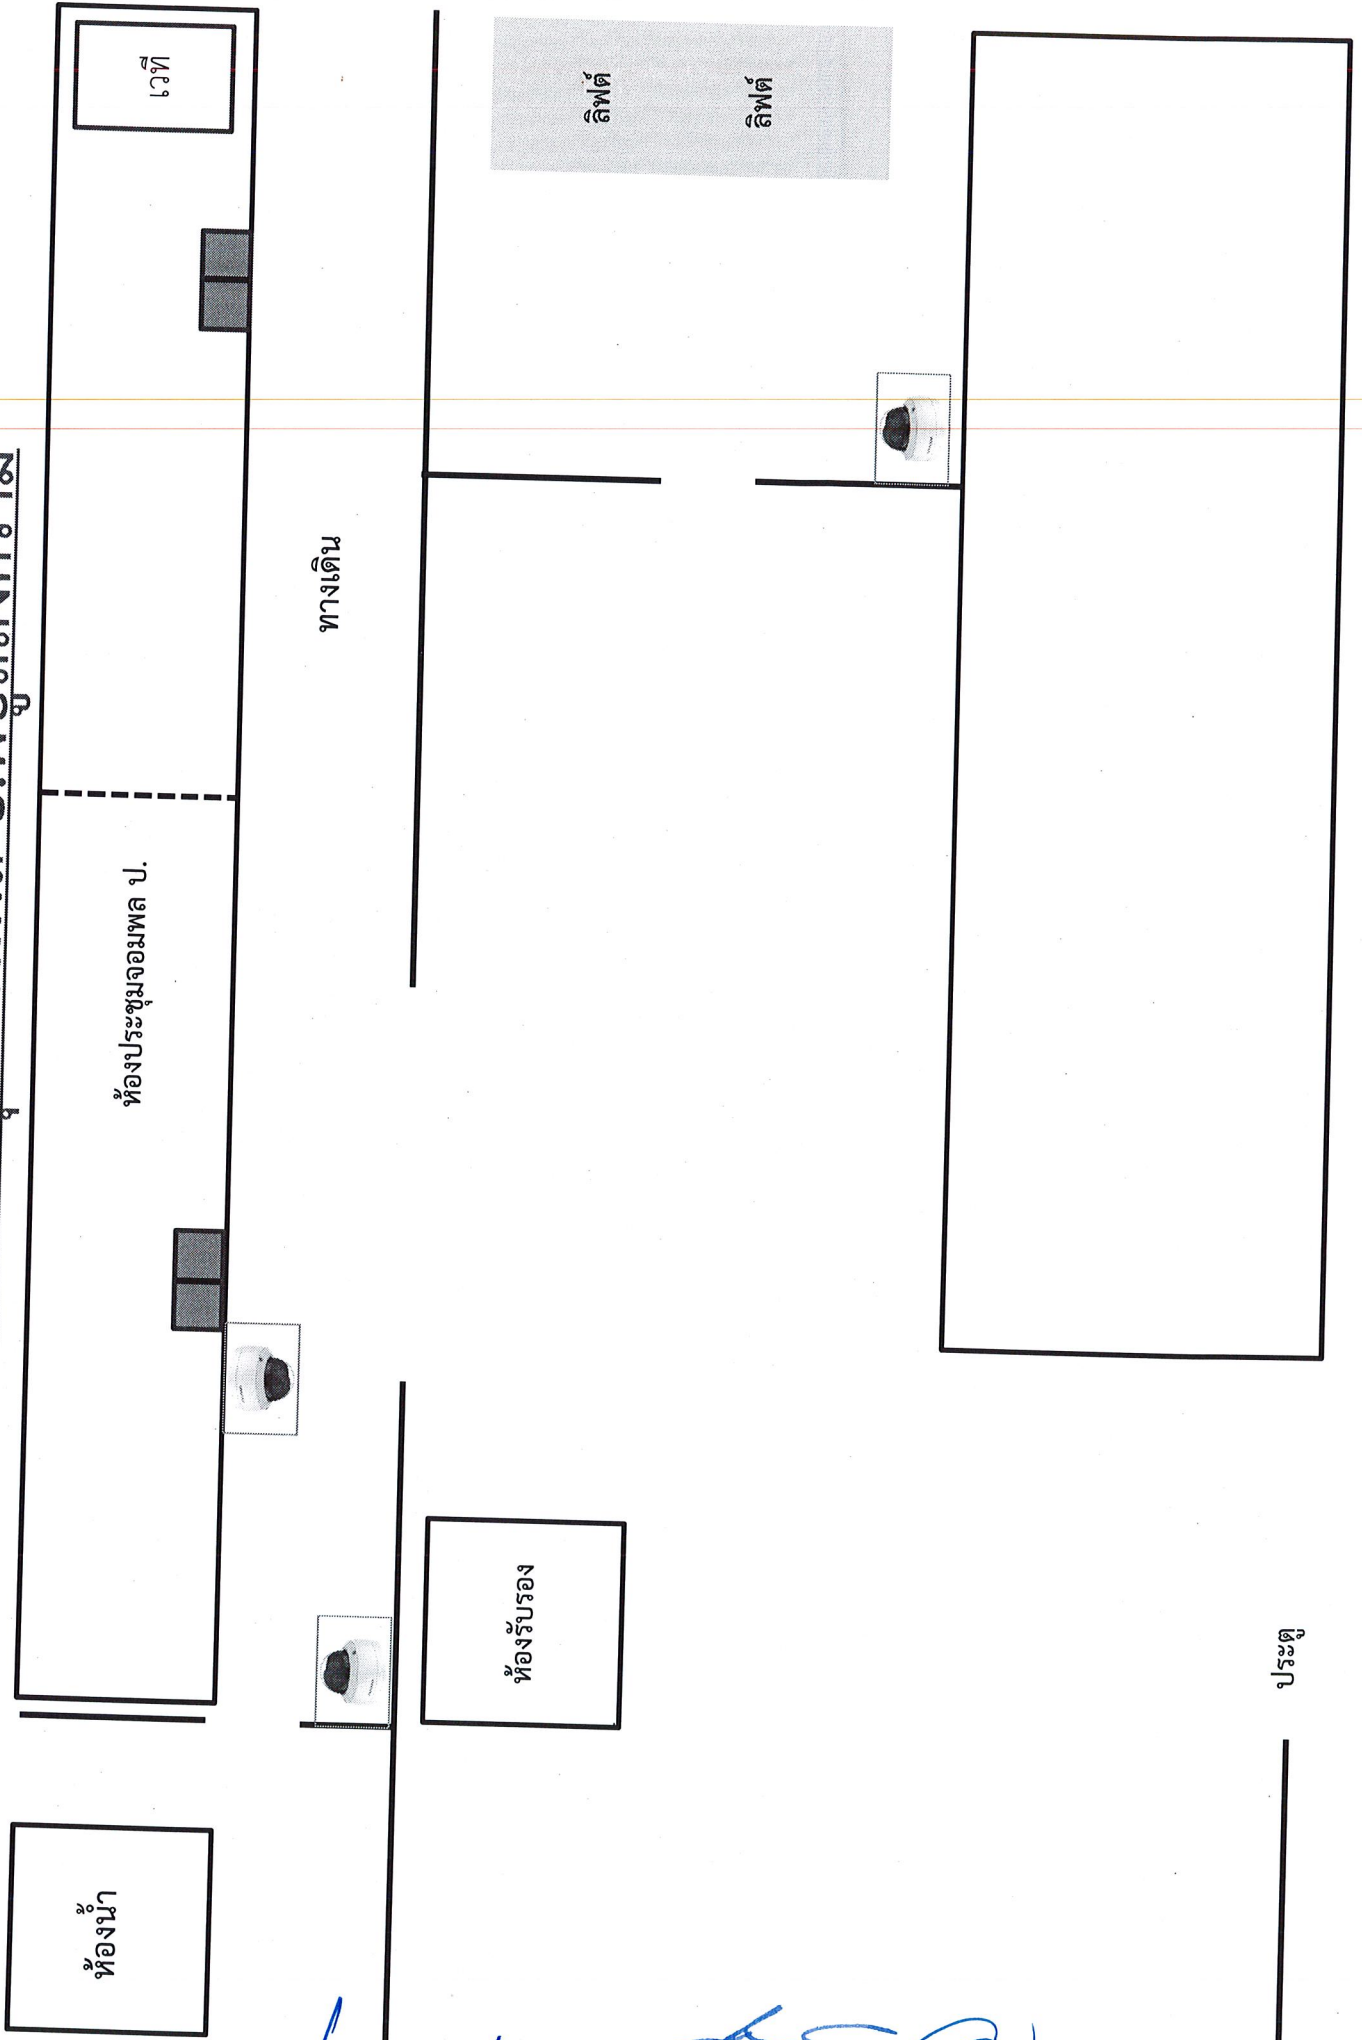 ห้องน้ำ
ห้องประชุมจอมพล ป.
เวที
ทางเดิน
ห้องรับรอง
ลิฟต์
ลิฟต์
ประตู